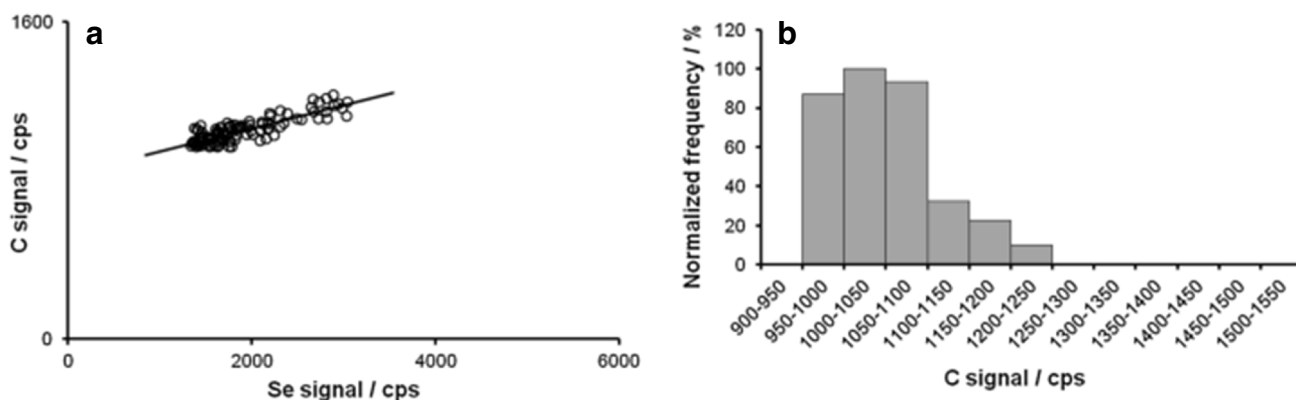 a
1600
0
C signal / cps
0 2000 4000 6000
Se signal / cps
b
120
100
80
60
40
20
0
Normalized frequency / %
900-950 950-1000 1000-1050 1050-1100 1100-1150 1150-1200 1200-1250 1250-1300 1300-1350 1350-1400 1400-1450 1450-1500 1500-1550
C signal / cps